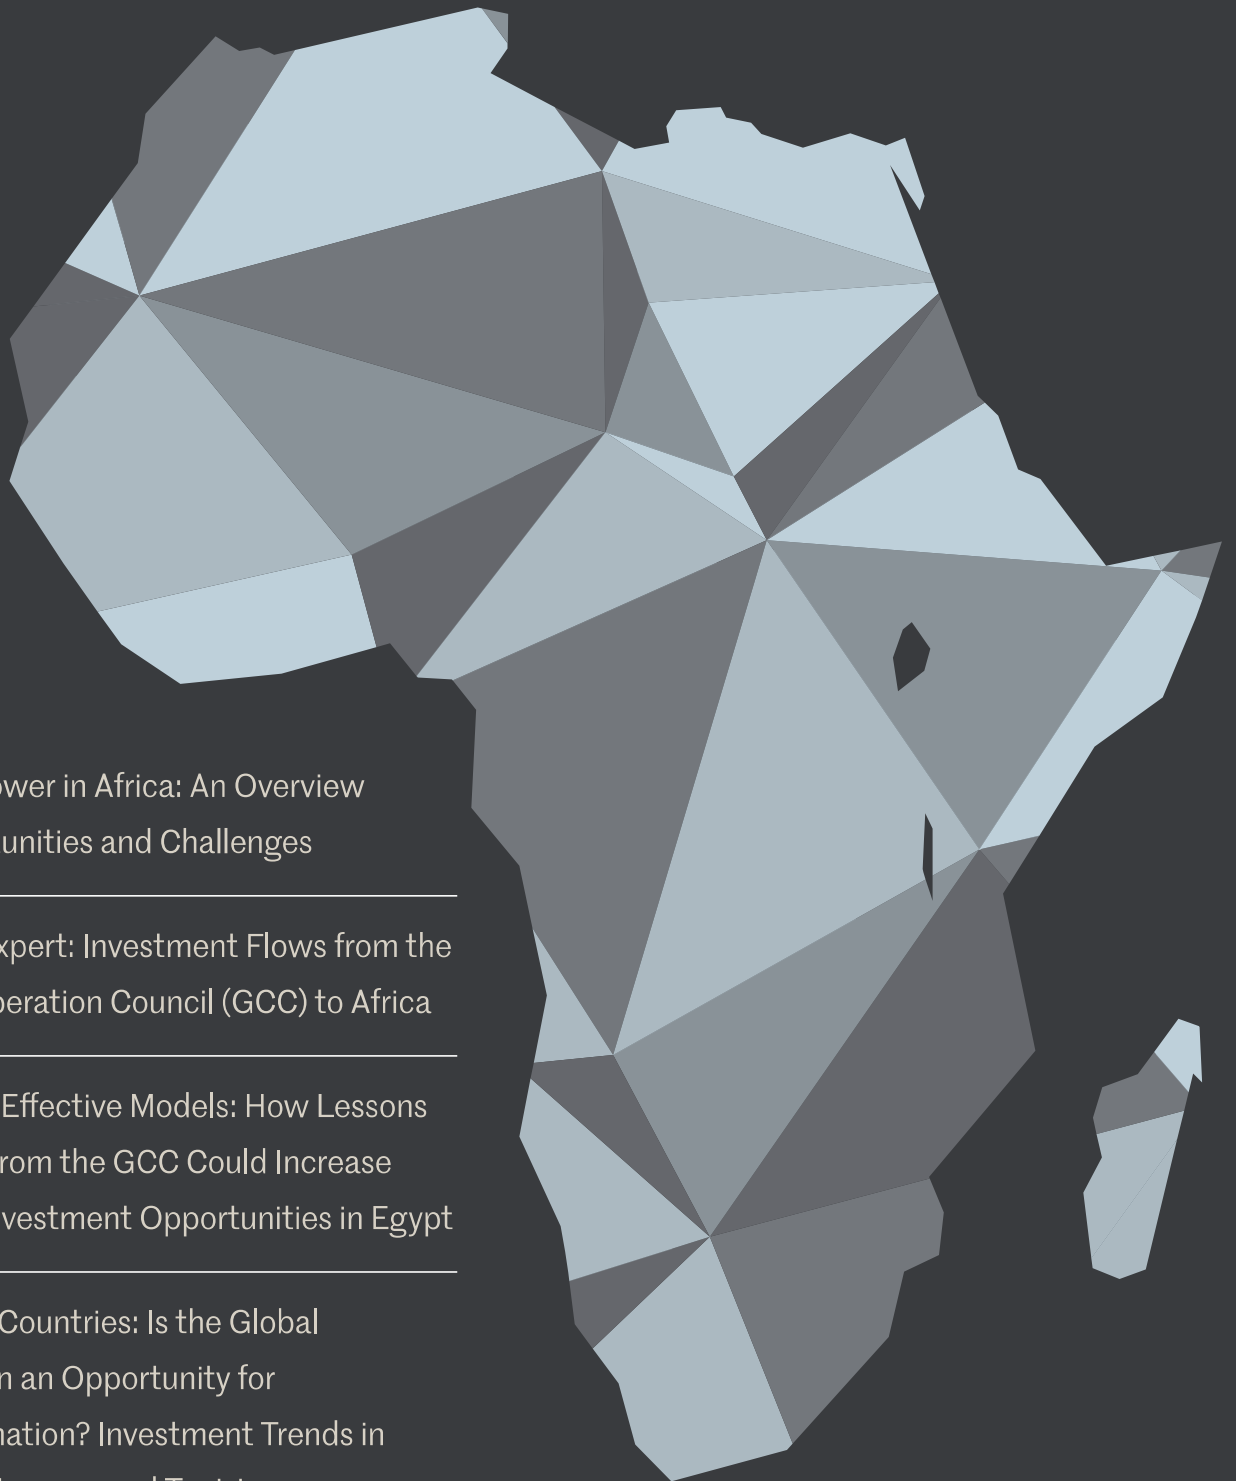 ower in Africa: An Overview
unities and Challenges
xpert: Investment Flows from the
peration Council (GCC) to Africa
Effective Models: How Lessons
rom the GCC Could Increase
vestment Opportunities in Egypt
Countries: Is the Global
n an Opportunity for
nation? Investment Trends in